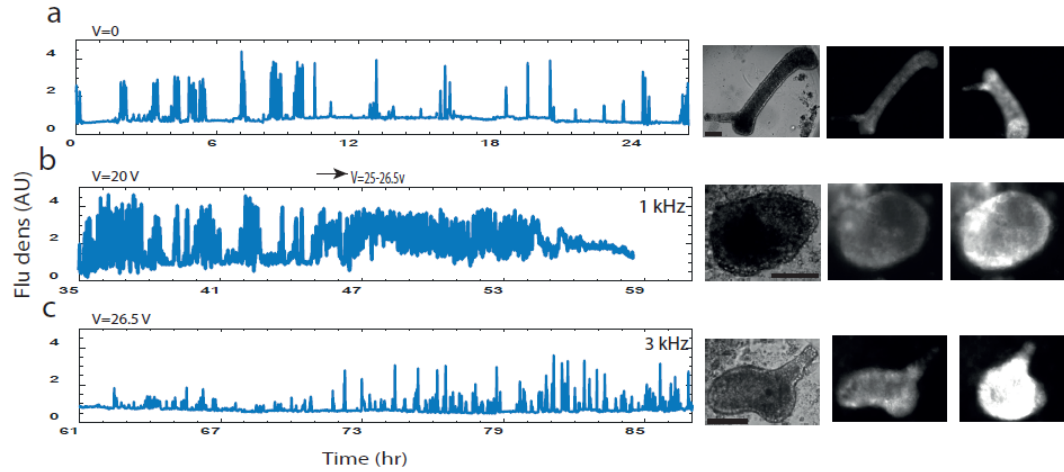 a
V=0
4
2
0
0 6 12 18 24
b
V=20 V
V=25-26.5v
1 kHz
4
2
0
35 41 47 53 59
Flu dens (AU)
c
V=26.5 V
3 kHz
4
2
0
61 67 73 79 85
Time (hr)